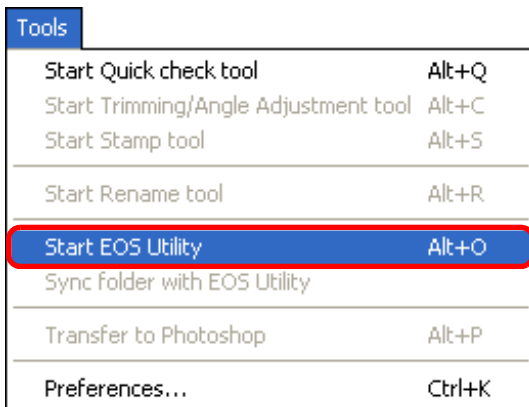 Tools
Start Quick check tool Alt+Q
Start Trimming/Angle Adjustment tool Alt+C
Start Stamp tool Alt+S
Start Rename tool Alt+R
Start EOS Utility Alt+O
Sync folder with EOS Utility
Transfer to Photoshop Alt+P
Preferences... Ctrl+K